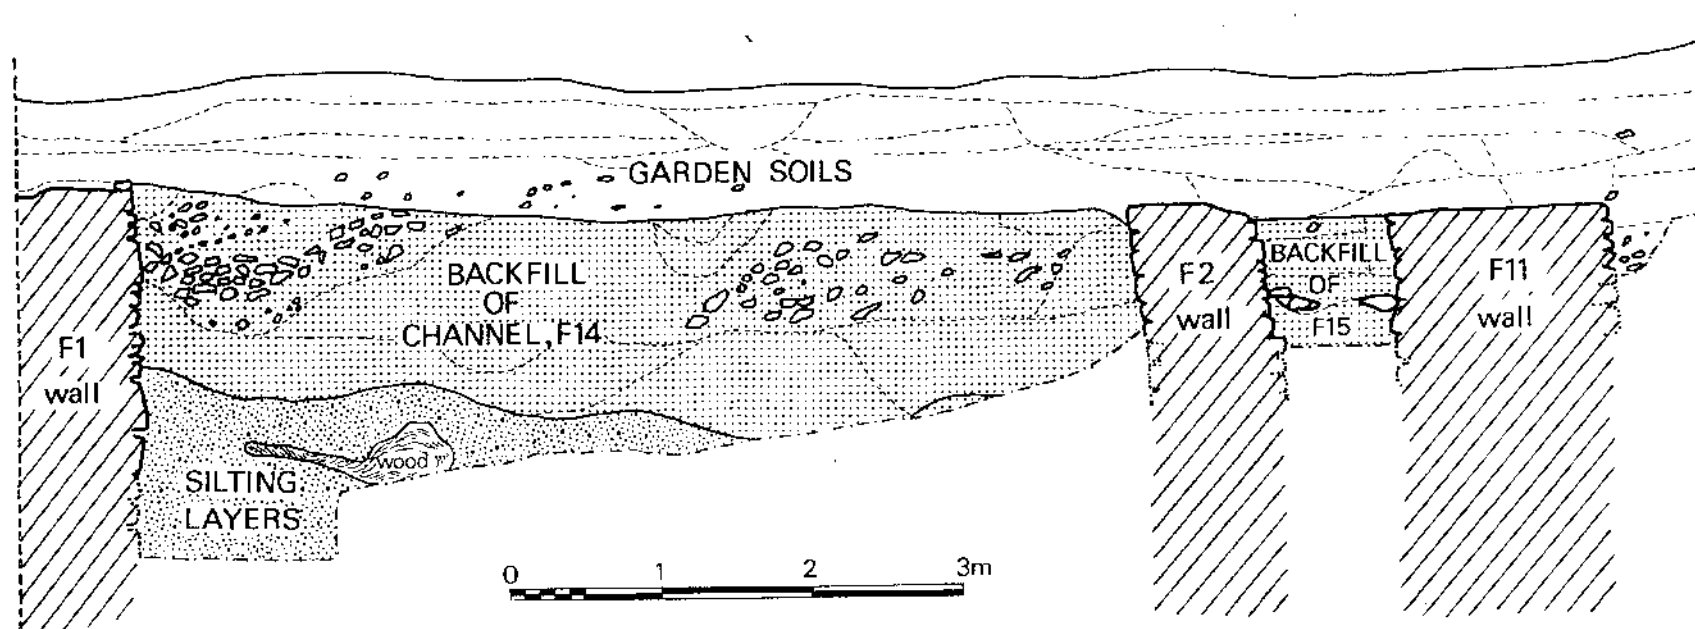 GARDEN SOILS
BACKFILL
OF
CHANNEL, F14
F1
wall
wood
SILTING
LAYERS
F2
wall
BACKFILL
OF
F15
F11
wall
0 1 2 3m